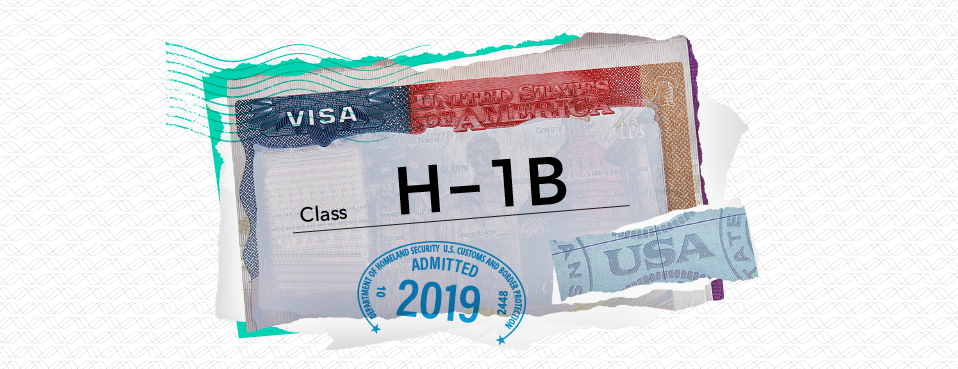 VISA
UNITED STATES
OF AMERICA
Class H-1B
DEPARTMENT OF HOMELAND SECURITY U.S. CUSTOMS AND BORDER PROTECTION
ADMITTED
10 2019 2448
USA